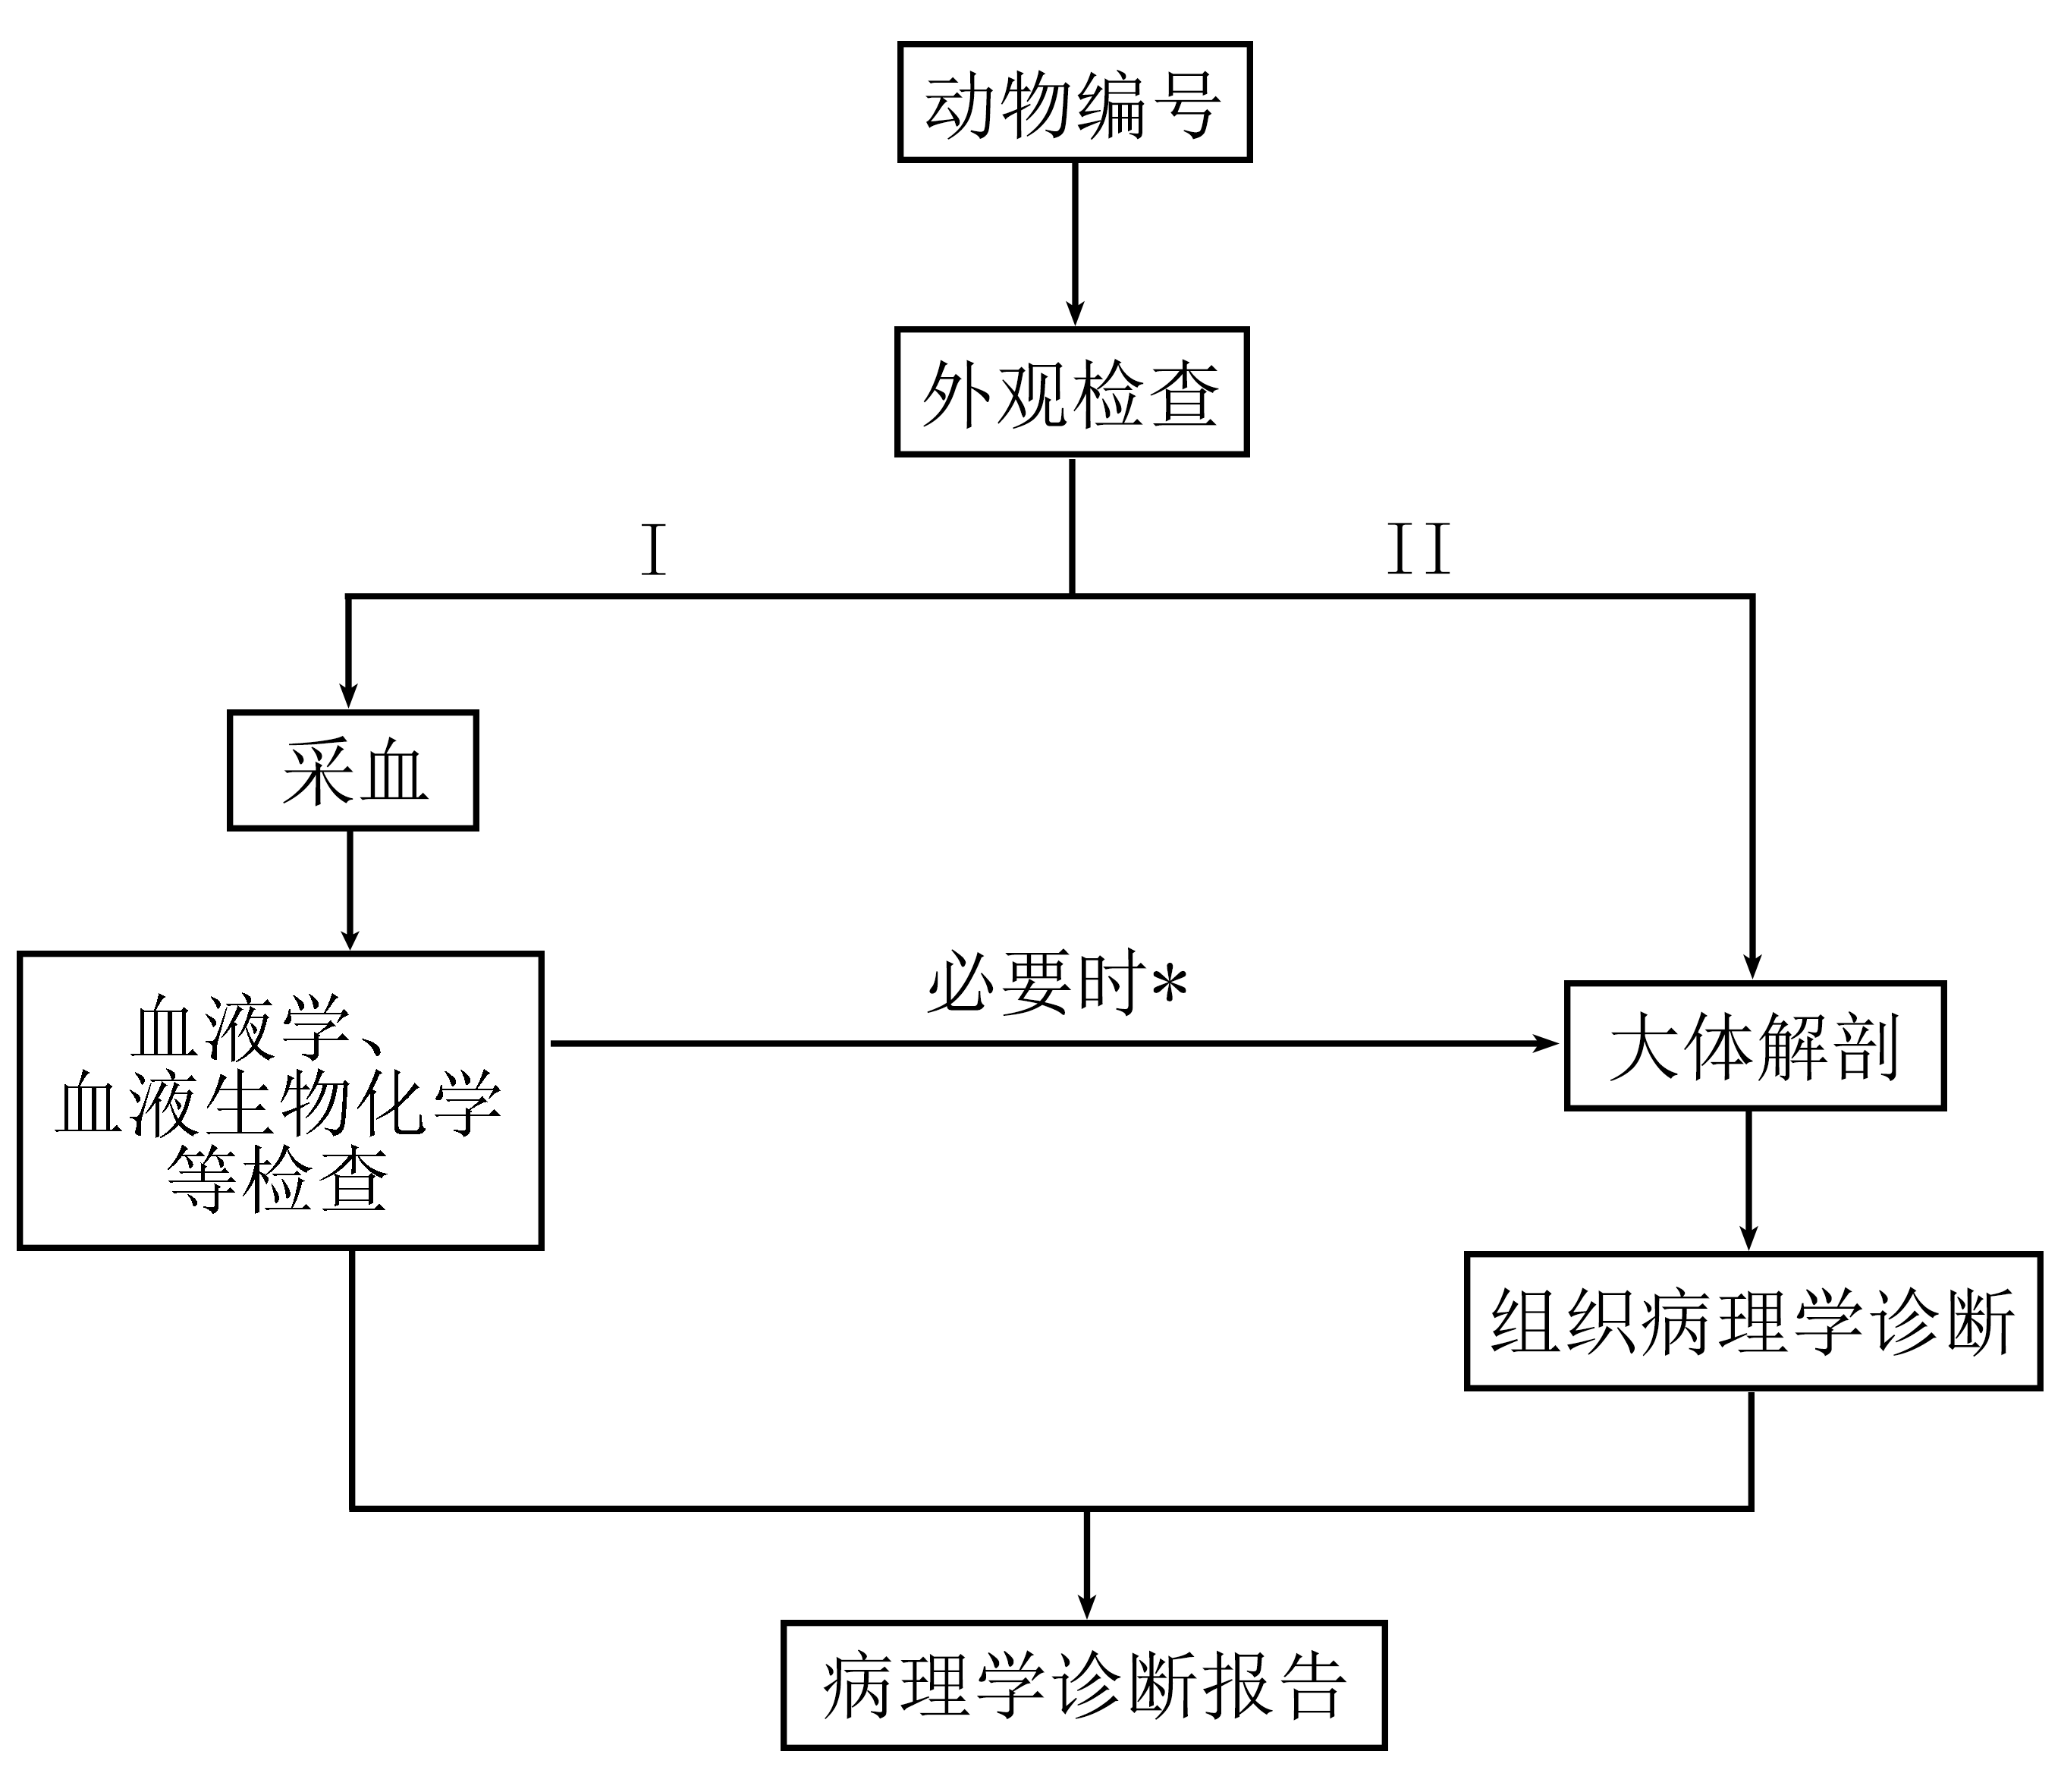 动物编号
外观检查
I
II
采血
必要时*
血液学、
血液生物化学
等检查
大体解剖
组织病理学诊断
病理学诊断报告